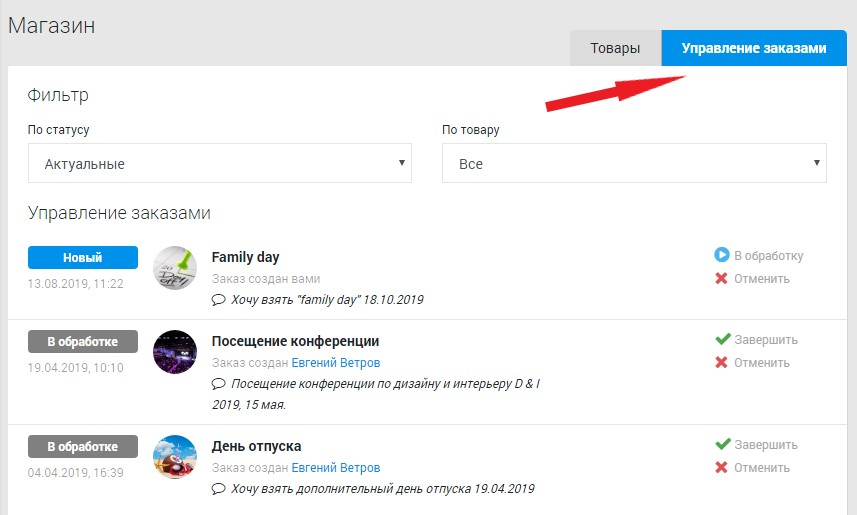 Магазин
Товары
Управление заказами
Фильтр
По статусу
По товару
Актуальные
Все
Управление заказами
Новый
13.08.2019, 11:22
Family day
Заказ создан вами
Хочу взять "family day" 18.10.2019
В обработку
Отменить
В обработке
19.04.2019, 10:10
Посещение конференции
Заказ создан Евгений Ветров
Посещение конференции по дизайну и интерьеру D & I
2019, 15 мая.
Завершить
Отменить
В обработке
04.04.2019, 16:39
День отпуска
Заказ создан Евгений Ветров
Хочу взять дополнительный день отпуска 19.04.2019
Завершить
Отменить